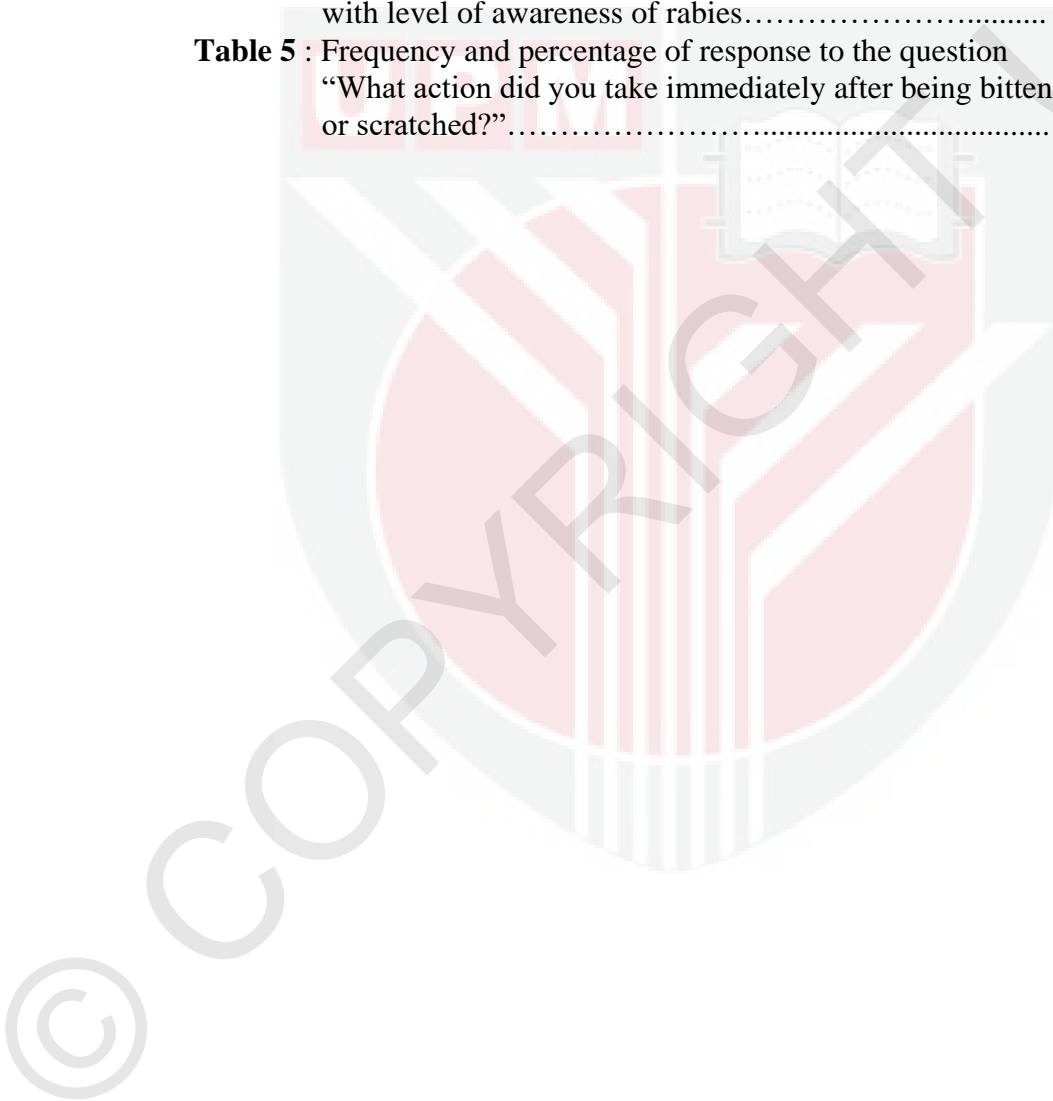 with level of awareness of rabies…………………..........
Table 5 : Frequency and percentage of response to the question
“What action did you take immediately after being bitten
or scratched?”……………………...................................
UPM
© COPYRIGHT